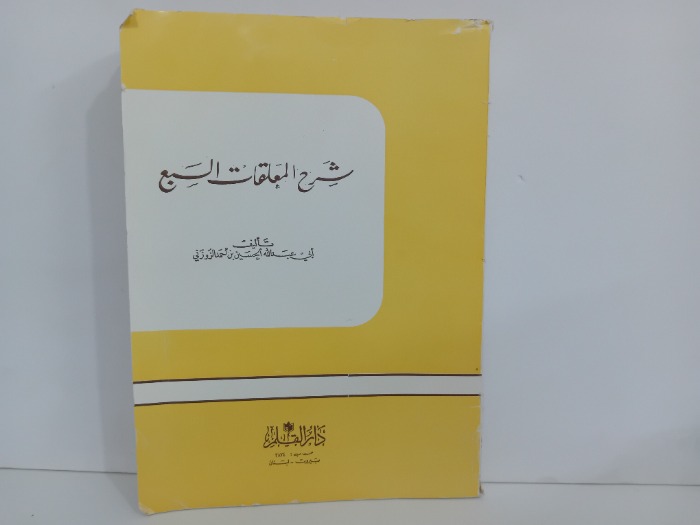 شرح المعلقات السبع
تأليف
أبي عبد الله الحسين بن أحمد الزوزني
دار القلم
بيروت - لبنان